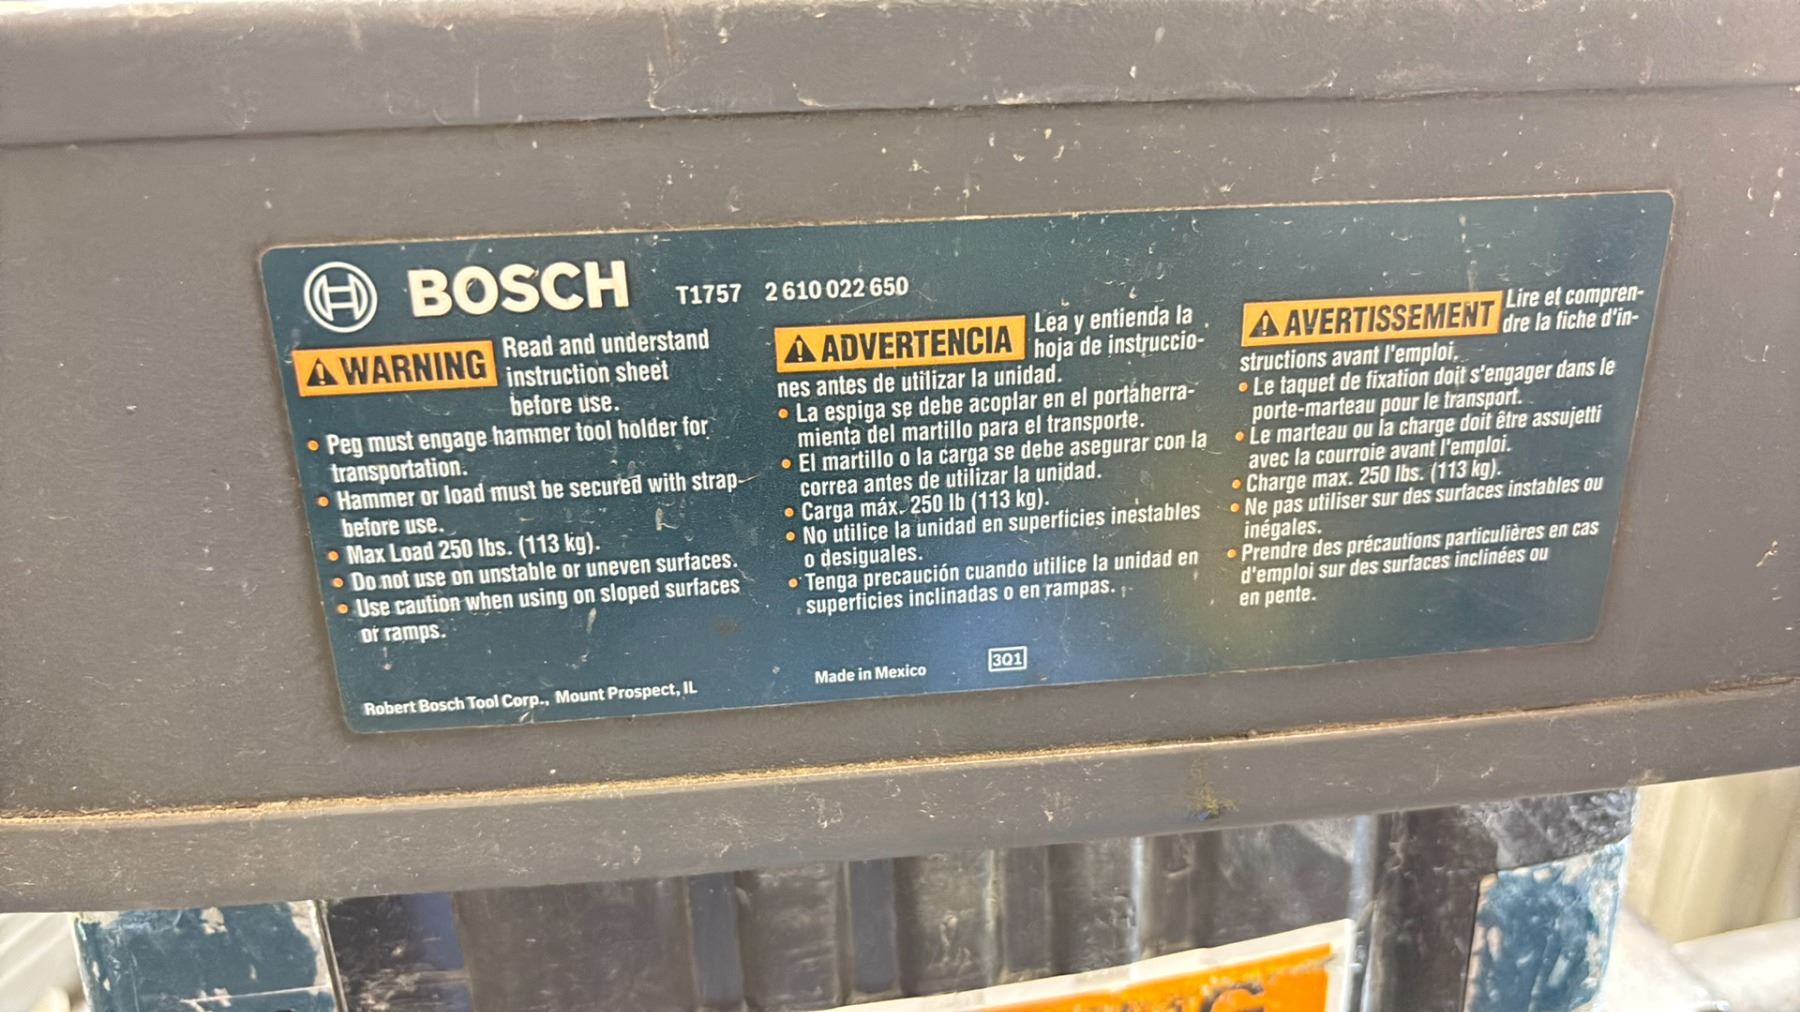 BOSCH T1757 2 610 022 650
WARNING Read and understand
instruction sheet
before use.
• Peg must engage hammer tool holder for
transportation.
• Hammer or load must be secured with strap
before use.
• Max Load 250 lbs. (113 kg).
• Do not use on unstable or uneven surfaces.
• Use caution when using on sloped surfaces
or ramps.
Robert Bosch Tool Corp., Mount Prospect, IL
ADVERTENCIA Lea y entienda la
hoja de instruccio-
nes antes de utilizar la unidad.
• La espiga se debe acoplar en el portaherra-
mienta del martillo para el transporte.
• El martillo o la carga se debe asegurar con la
correa antes de utilizar la unidad.
• Carga máx. 250 lb (113 kg).
• No utilice la unidad en superficies inestables
o desiguales.
• Tenga precaución cuando utilice la unidad en
superficies inclinadas o en rampas.
Made in Mexico 3Q1
AVERTISSEMENT Lire et compren-
dre la fiche d'in-
structions avant l'emploi.
• Le taquet de fixation doit s'engager dans le
porte-marteau pour le transport.
• Le marteau ou la charge doit être assujetti
avec la courroie avant l'emploi.
• Charge max. 250 lbs. (113 kg).
• Ne pas utiliser sur des surfaces instables ou
inégales.
• Prendre des précautions particulières en cas
d'emploi sur des surfaces inclinées ou
en pente.